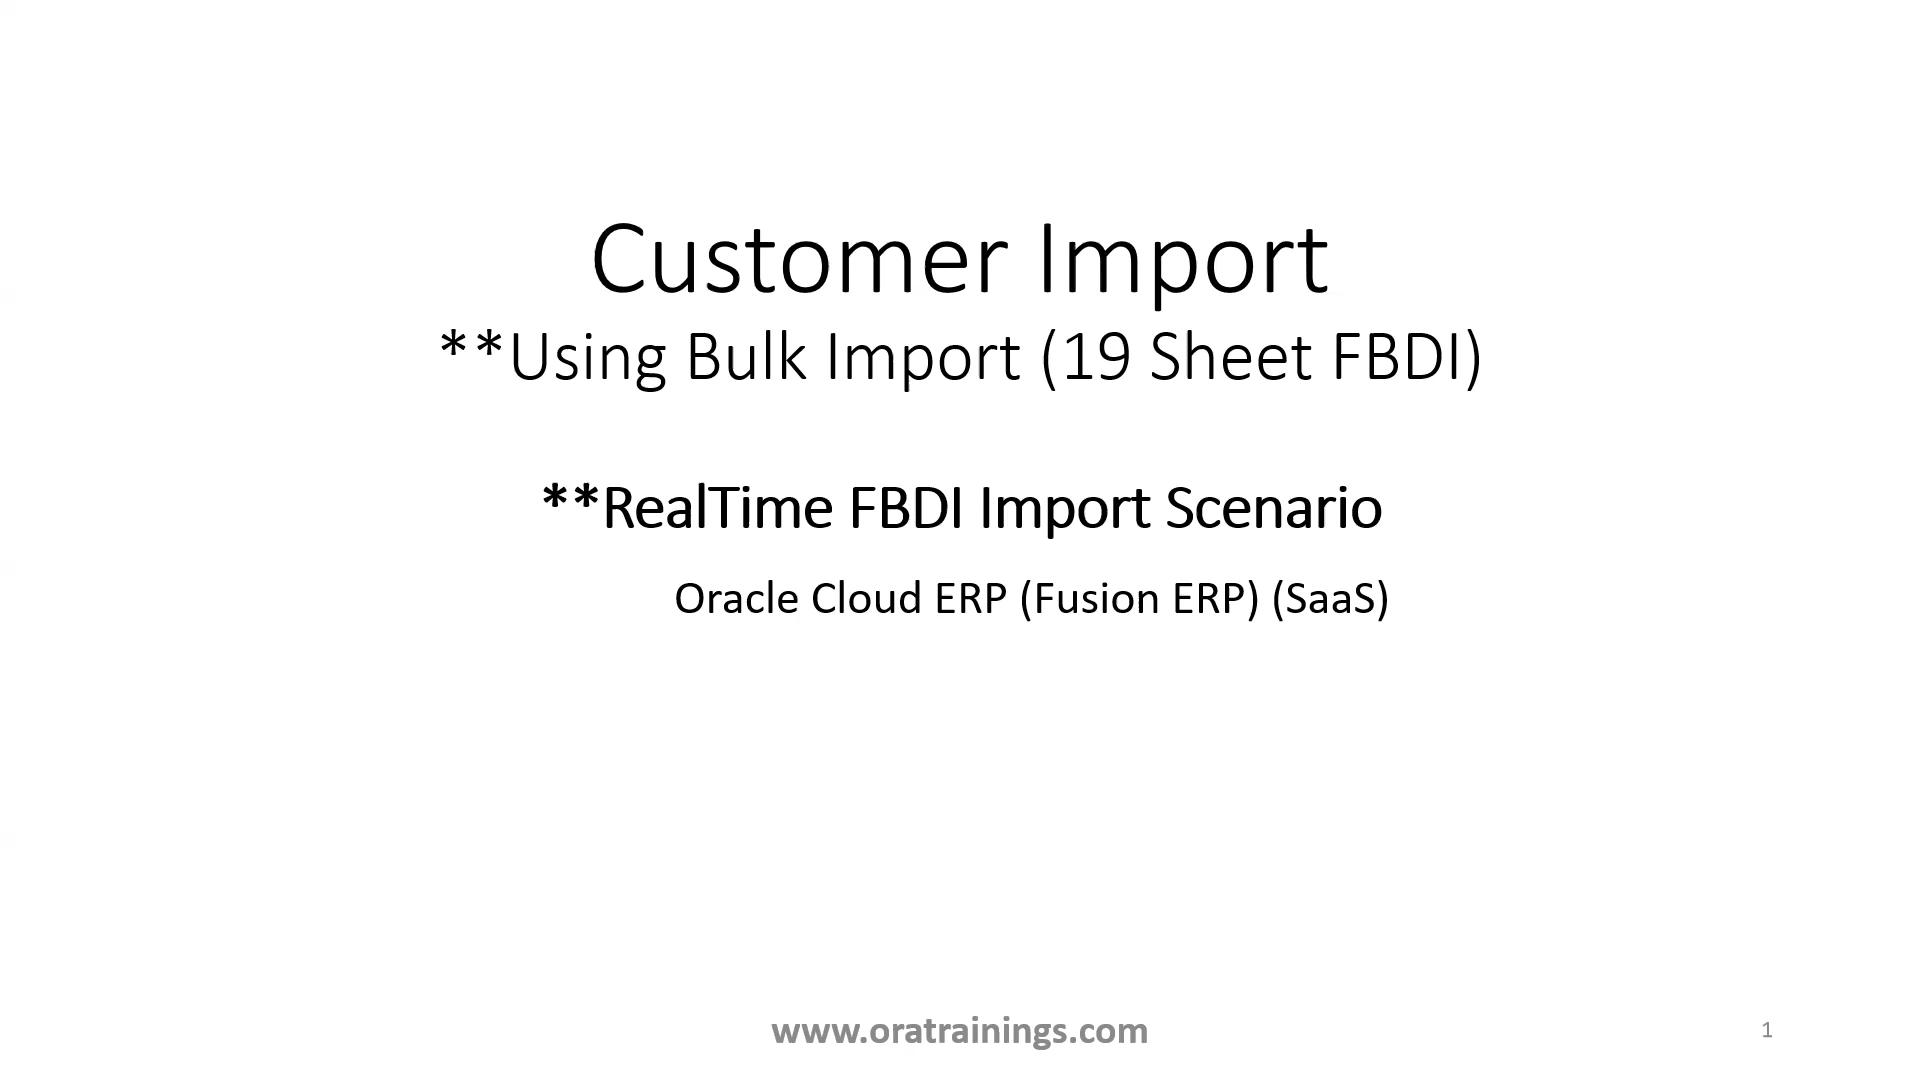 Customer Import
**Using Bulk Import (19 Sheet FBDI)
**RealTime FBDI Import Scenario
Oracle Cloud ERP (Fusion ERP) (SaaS)
www.oratrainings.com
1